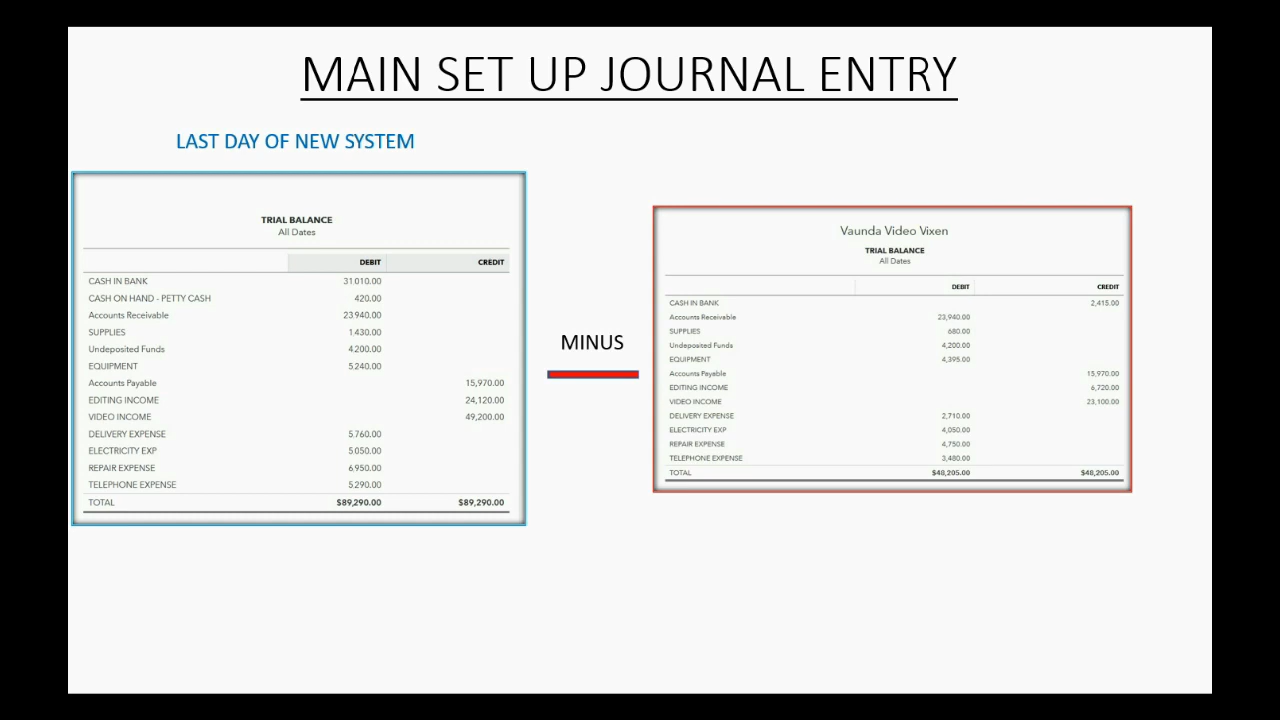 MAIN SET UP JOURNAL ENTRY
LAST DAY OF NEW SYSTEM
TRIAL BALANCE
All Dates
DEBIT CREDIT
CASH IN BANK 31,010.00
CASH ON HAND - PETTY CASH 420.00
Accounts Receivable 23,940.00
SUPPLIES 1,430.00
Undeposited Funds 4,200.00
EQUIPMENT 5,240.00
Accounts Payable 15,970.00
EDITING INCOME 24,120.00
VIDEO INCOME 49,200.00
DELIVERY EXPENSE 5,760.00
ELECTRICITY EXP 5,050.00
REPAIR EXPENSE 6,950.00
TELEPHONE EXPENSE 5,290.00
TOTAL $89,290.00 $89,290.00
MINUS
Vaunda Video Vixen
TRIAL BALANCE
All Dates
DEBIT CREDIT
CASH IN BANK 2,415.00
Accounts Receivable 23,940.00
SUPPLIES 680.00
Undeposited Funds 4,200.00
EQUIPMENT 4,395.00
Accounts Payable 15,970.00
EDITING INCOME 6,720.00
VIDEO INCOME 23,100.00
DELIVERY EXPENSE 2,710.00
ELECTRICITY EXP 4,050.00
REPAIR EXPENSE 4,750.00
TELEPHONE EXPENSE 3,480.00
TOTAL $48,205.00 $48,205.00